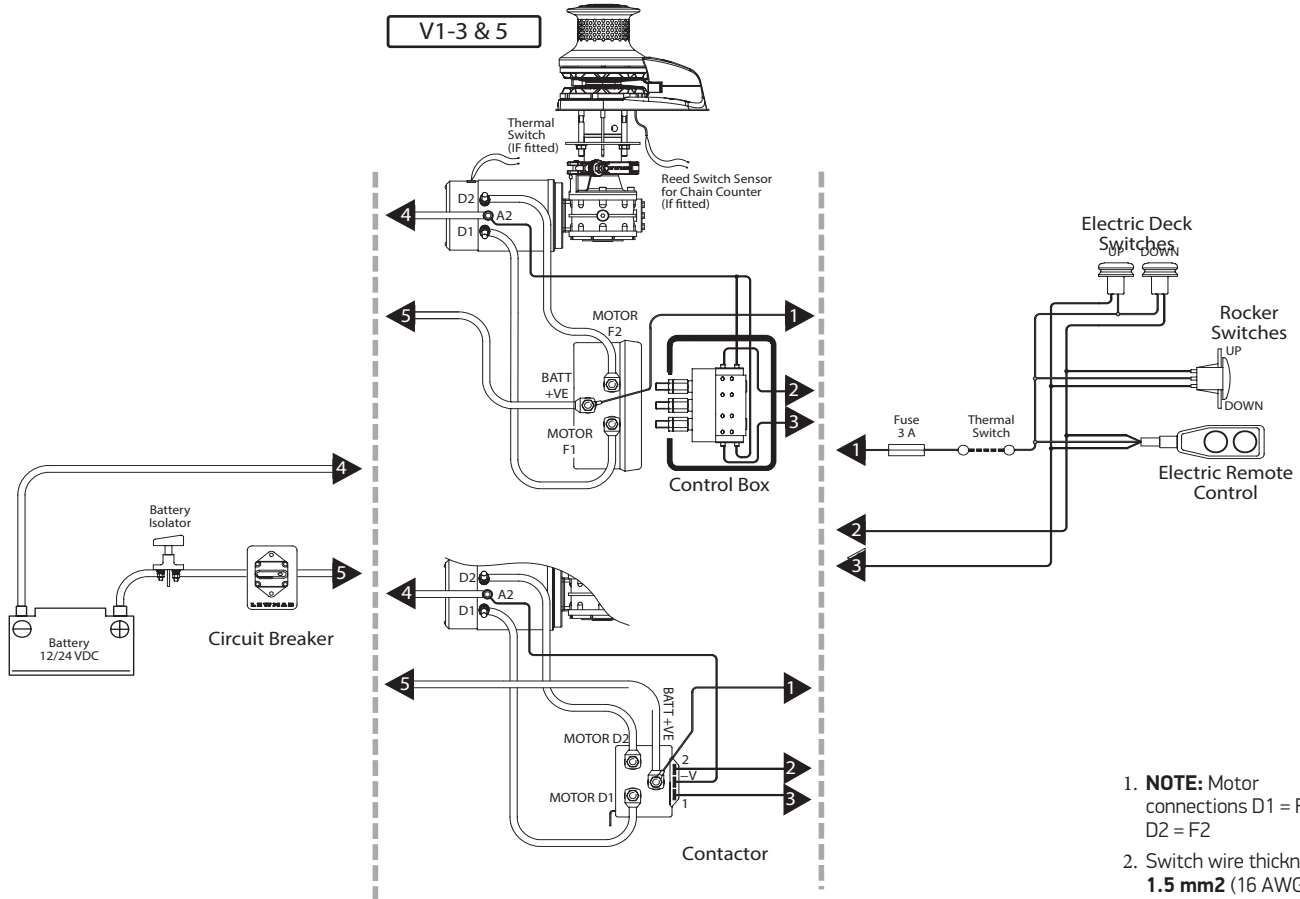 V1-3 & 5
Thermal
Switch
(IF fitted)
Reed Switch Sensor
for Chain Counter
(If fitted)
D2
4
A2
D1
5
1
MOTOR
F2
BATT
+VE
2
MOTOR
F1
3
Control Box
Electric Deck
Switches
UP
DOWN
Rocker
Switches
UP
DOWN
Fuse
3 A
Thermal
Switch
1
Electric Remote
Control
2
3
4
Battery
Isolator
5
LEWMAR
Circuit Breaker
Battery
12/24 VDC
D2
4
A2
D1
5
1
BATT +VE
MOTOR D2
2
2
–V
MOTOR D1
3
1
Contactor
1. NOTE: Motor
connections D1 = F
D2 = F2
2. Switch wire
1.5 mm2 (16 AWG